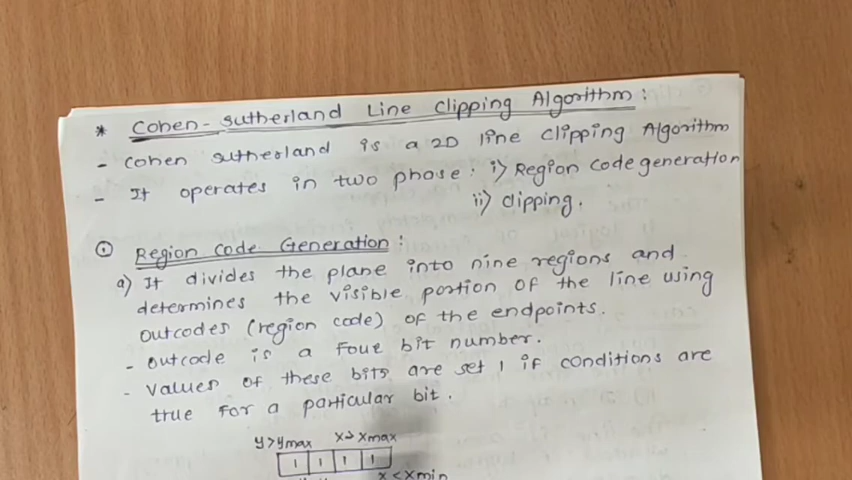 * Cohen-Sutherland Line Clipping Algorithm:
- Cohen sutherland is a 2D line clipping Algorithm
- It operates in two phase: i) Region code generation
ii) clipping.
① Region Code Generation:
a) It divides the plane into nine regions and
determines the visible portion of the line using
outcodes (region code) of the endpoints.
- outcode is a four bit number.
- values of these bits are set 1 if conditions are
true for a particular bit.
y>ymax x>xmax
1 1 1 1
x<xmin